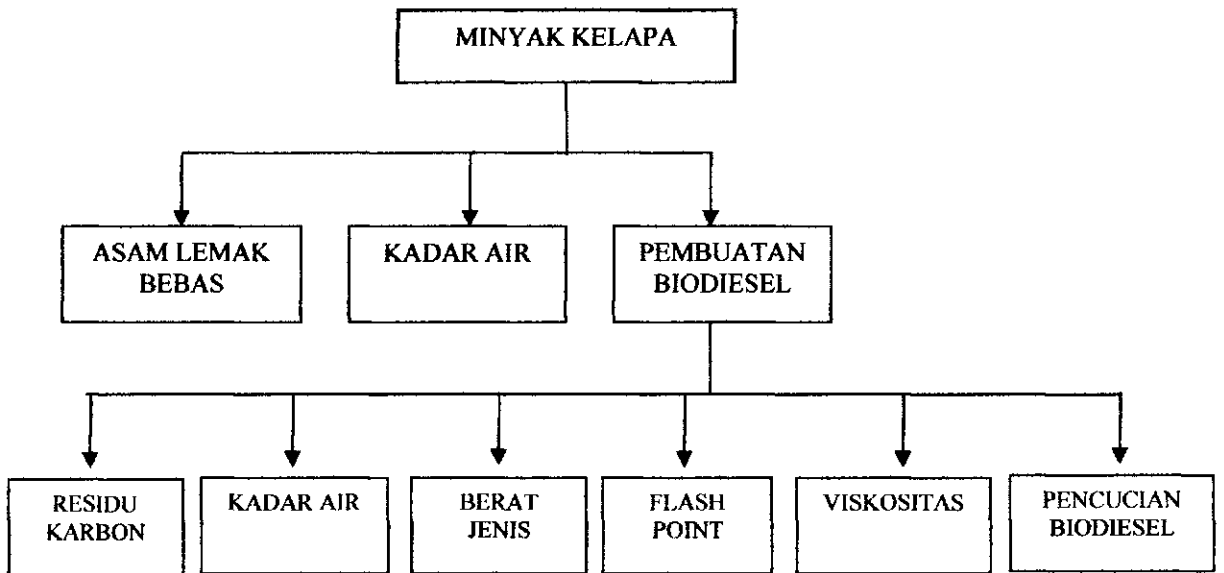 MINYAK KELAPA
ASAM LEMAK
BEBAS
KADAR AIR
PEMBUATAN
BIODIESEL
RESIDU
KARBON
KADAR AIR
BERAT
JENIS
FLASH
POINT
VISKOSITAS
PENCUCIAN
BIODIESEL